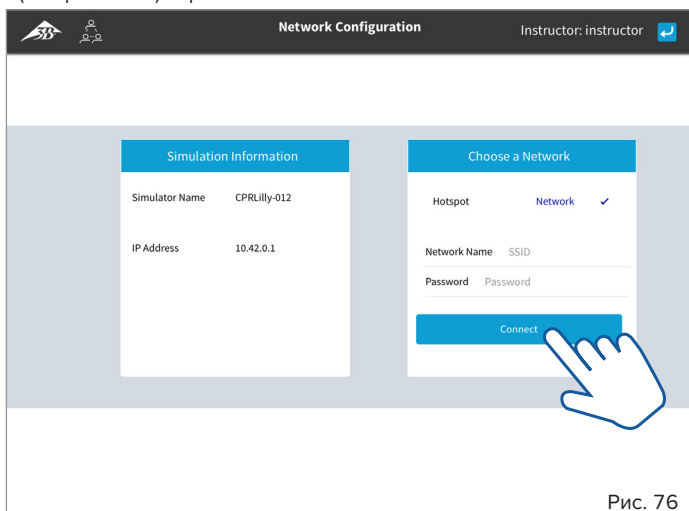 3B
Network Configuration
Instructor: instructor
Simulation Information
Simulator Name CPRLilly-012
IP Address 10.42.0.1
Choose a Network
Hotspot Network ✓
Network Name SSID
Password Password
Connect
Рис. 76